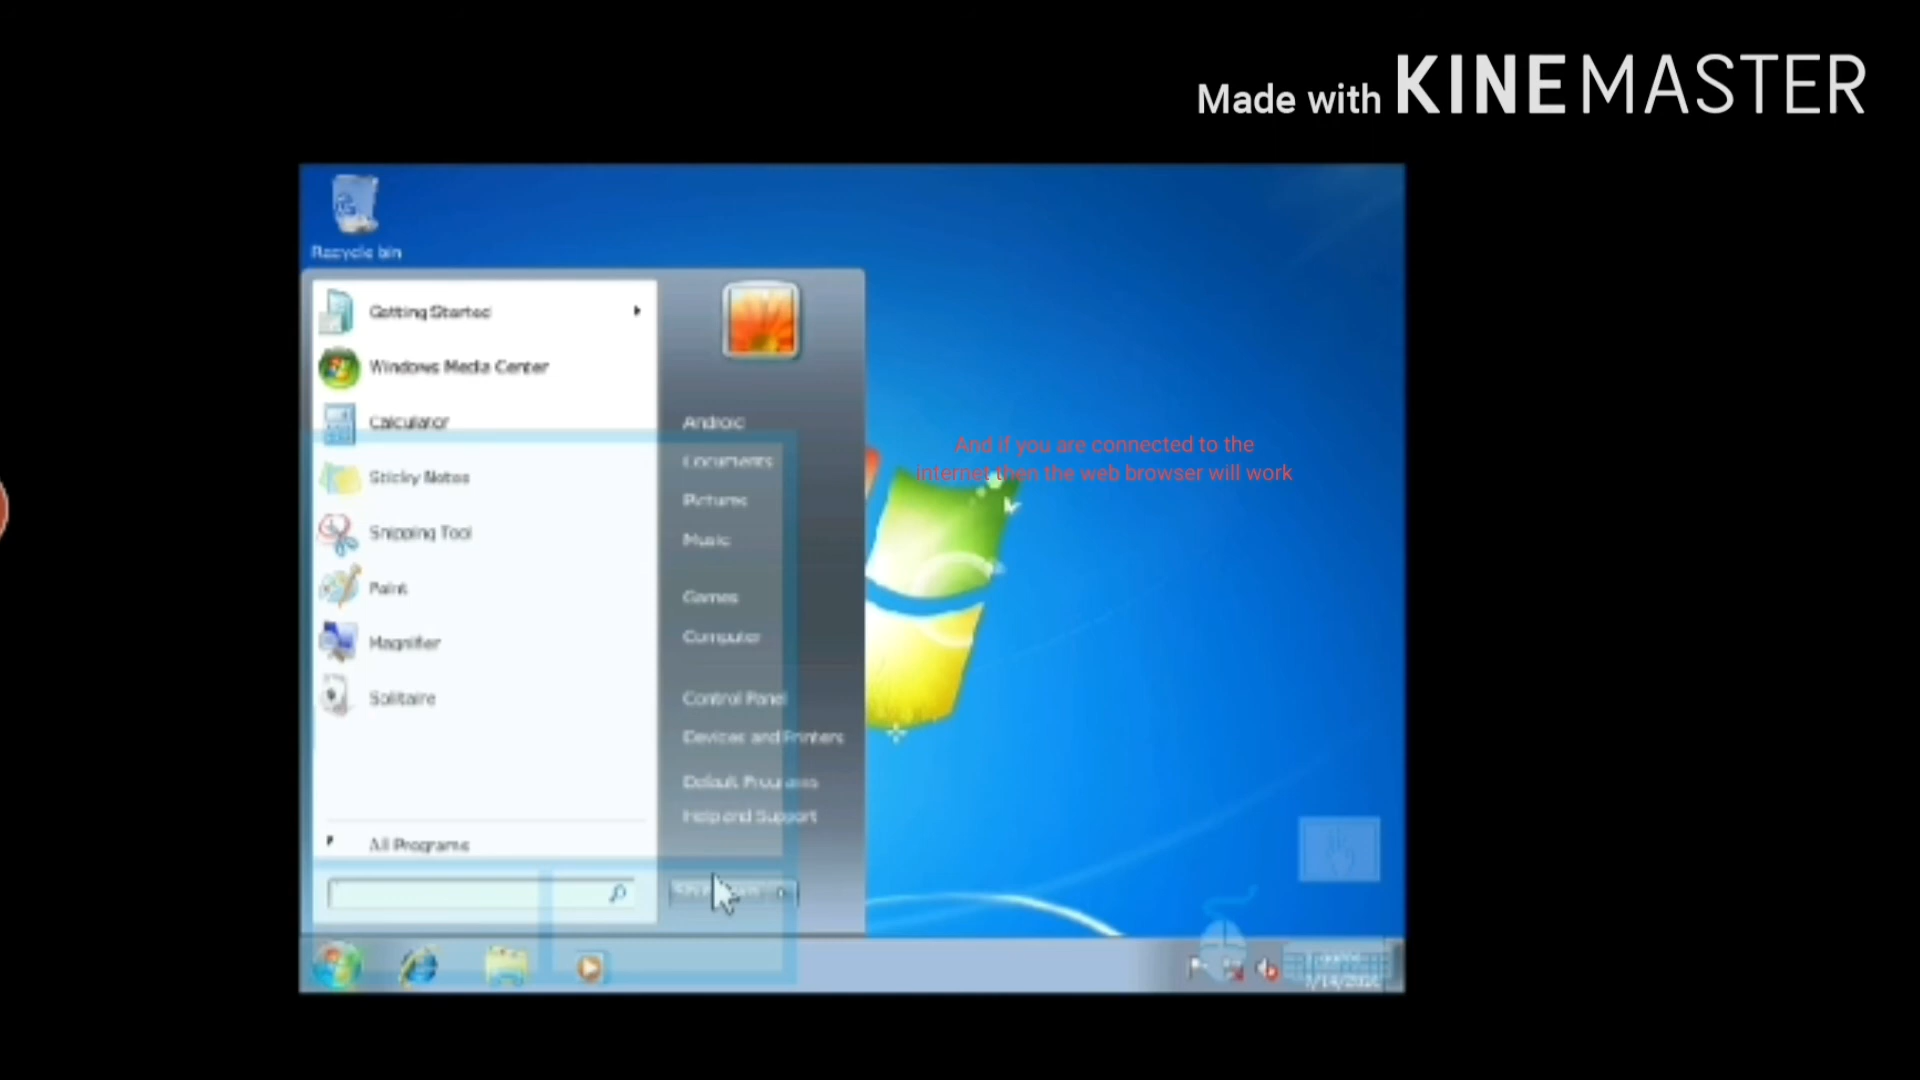 Made with KINEMASTER
Recycle bin
Getting Started
Windows Media Center
Calculator
Sticky Notes
Snipping Tool
Paint
Magnifier
Solitaire
All Programs
Android
Documents
Pictures
Music
Games
Computer
Control Panel
Devices and Printers
Default Programs
Help and Support
And if you are connected to the
internet then the web browser will work